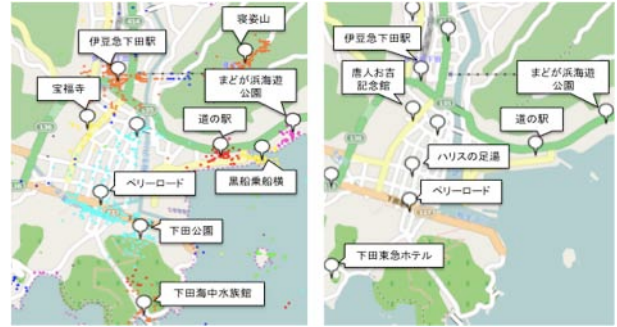 寝姿山
伊豆急下田駅
まどが浜海遊
公園
宝福寺
道の駅
黒船乗船横
ペリーロード
下田公園
下田海中水族館
伊豆急下田駅
唐人お吉
記念館
まどが浜海遊
公園
道の駅
ハリスの足湯
ペリーロード
下田東急ホテル